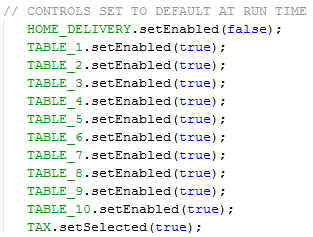 // CONTROLS SET TO DEFAULT AT RUN TIME
HOME_DELIVERY.setEnabled(false);
TABLE_1.setEnabled(true);
TABLE_2.setEnabled(true);
TABLE_3.setEnabled(true);
TABLE_4.setEnabled(true);
TABLE_5.setEnabled(true);
TABLE_6.setEnabled(true);
TABLE_7.setEnabled(true);
TABLE_8.setEnabled(true);
TABLE_9.setEnabled(true);
TABLE_10.setEnabled(true);
TAX.setSelected(true);